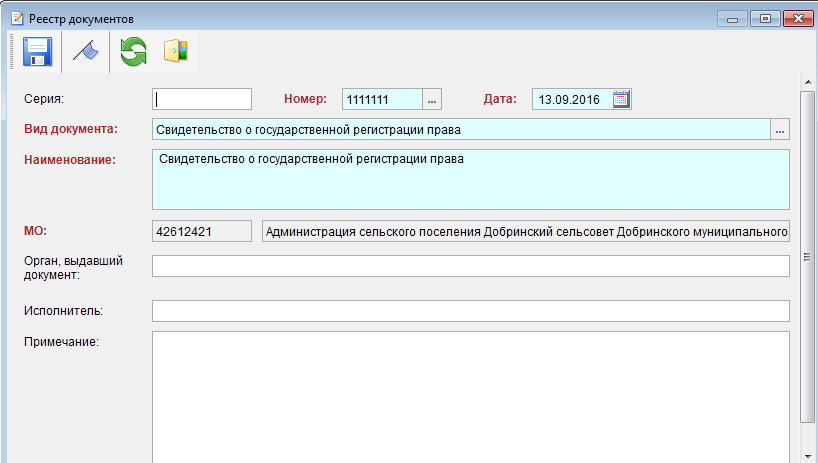 Реестр документов
Серия: Номер: 1111111 ... Дата: 13.09.2016
Вид документа: Свидетельство о государственной регистрации права ...
Наименование: Свидетельство о государственной регистрации права
МО: 42612421 Администрация сельского поселения Добринский сельсовет Добринского муниципального
Орган, выдавший
документ:
Исполнитель:
Примечание: